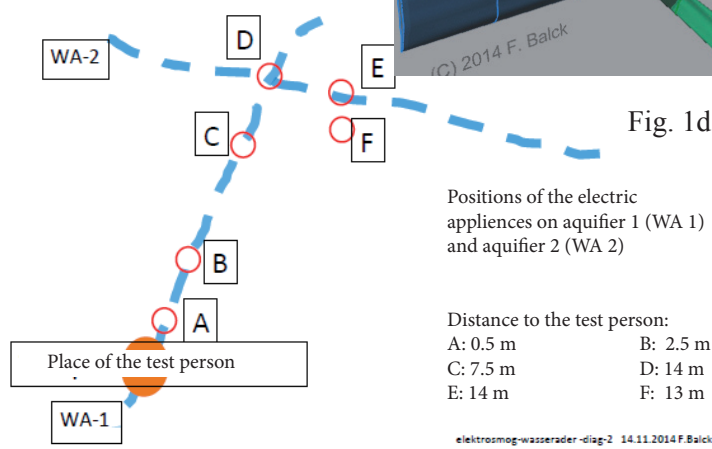 (C) 2014 F. Balck
D
WA-2
E
Fig. 1d
C
F
Positions of the electric
appliences on aquifier 1 (WA 1)
and aquifier 2 (WA 2)
B
A
Distance to the test person:
A: 0.5 m B: 2.5 m
C: 7.5 m D: 14 m
E: 14 m F: 13 m
Place of the test person
WA-1
elektrosmog-wasserader -diag-2 14.11.2014 F.Balck